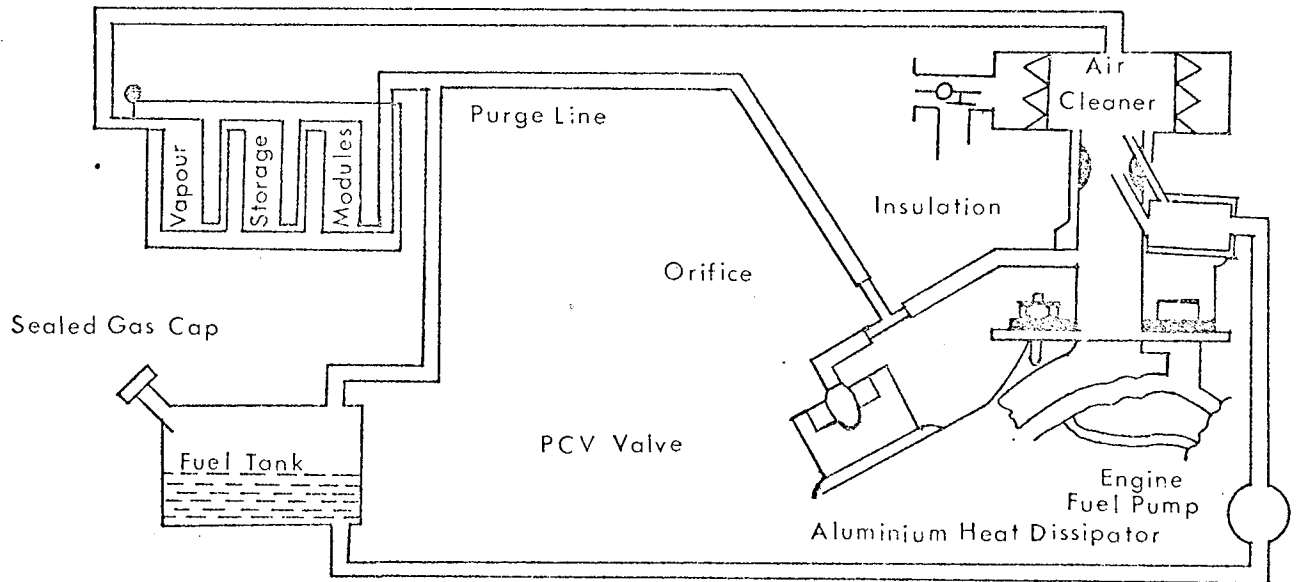 Air
Cleaner
Purge Line
Vapour
Storage
Modules
Insulation
Orifice
Sealed Gas Cap
PCV Valve
Fuel Tank
Engine
Fuel Pump
Aluminium Heat Dissipator